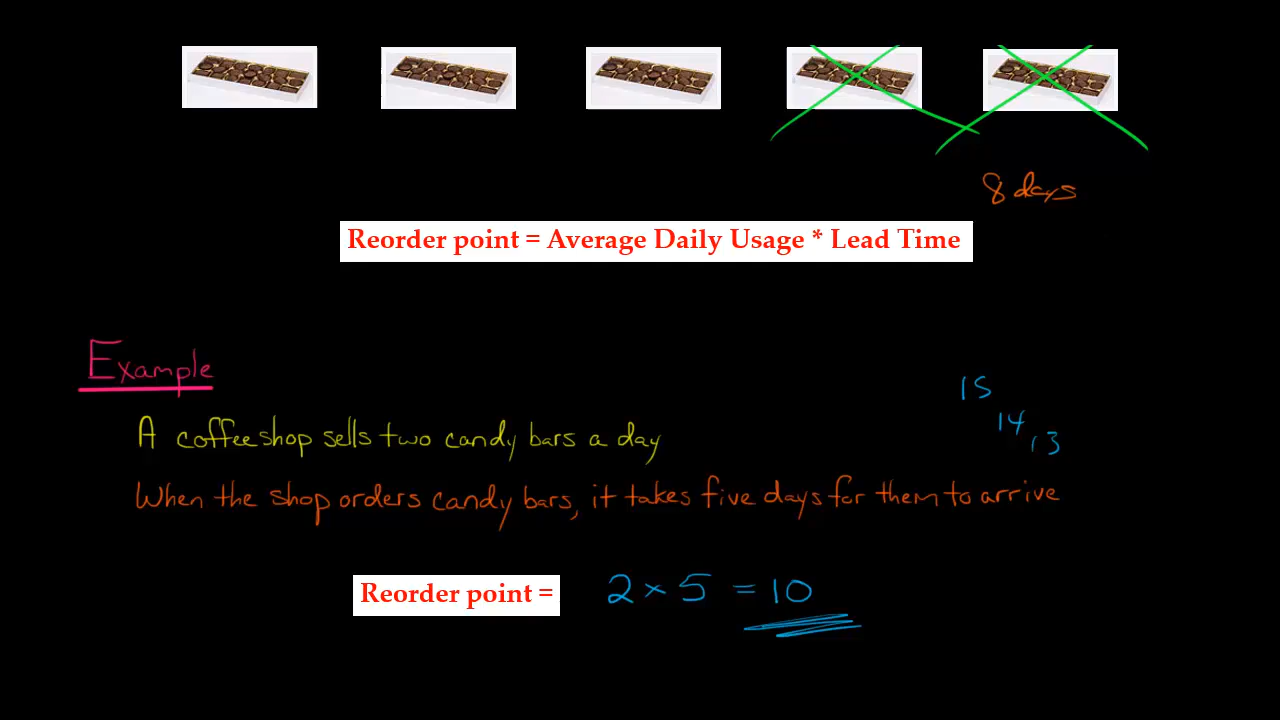 8 days
Reorder point = Average Daily Usage * Lead Time
Example
15
14, 13
A coffeeshop sells two candy bars a day
When the shop orders candy bars, it takes five days for them to arrive
Reorder point = 2 × 5 = 10